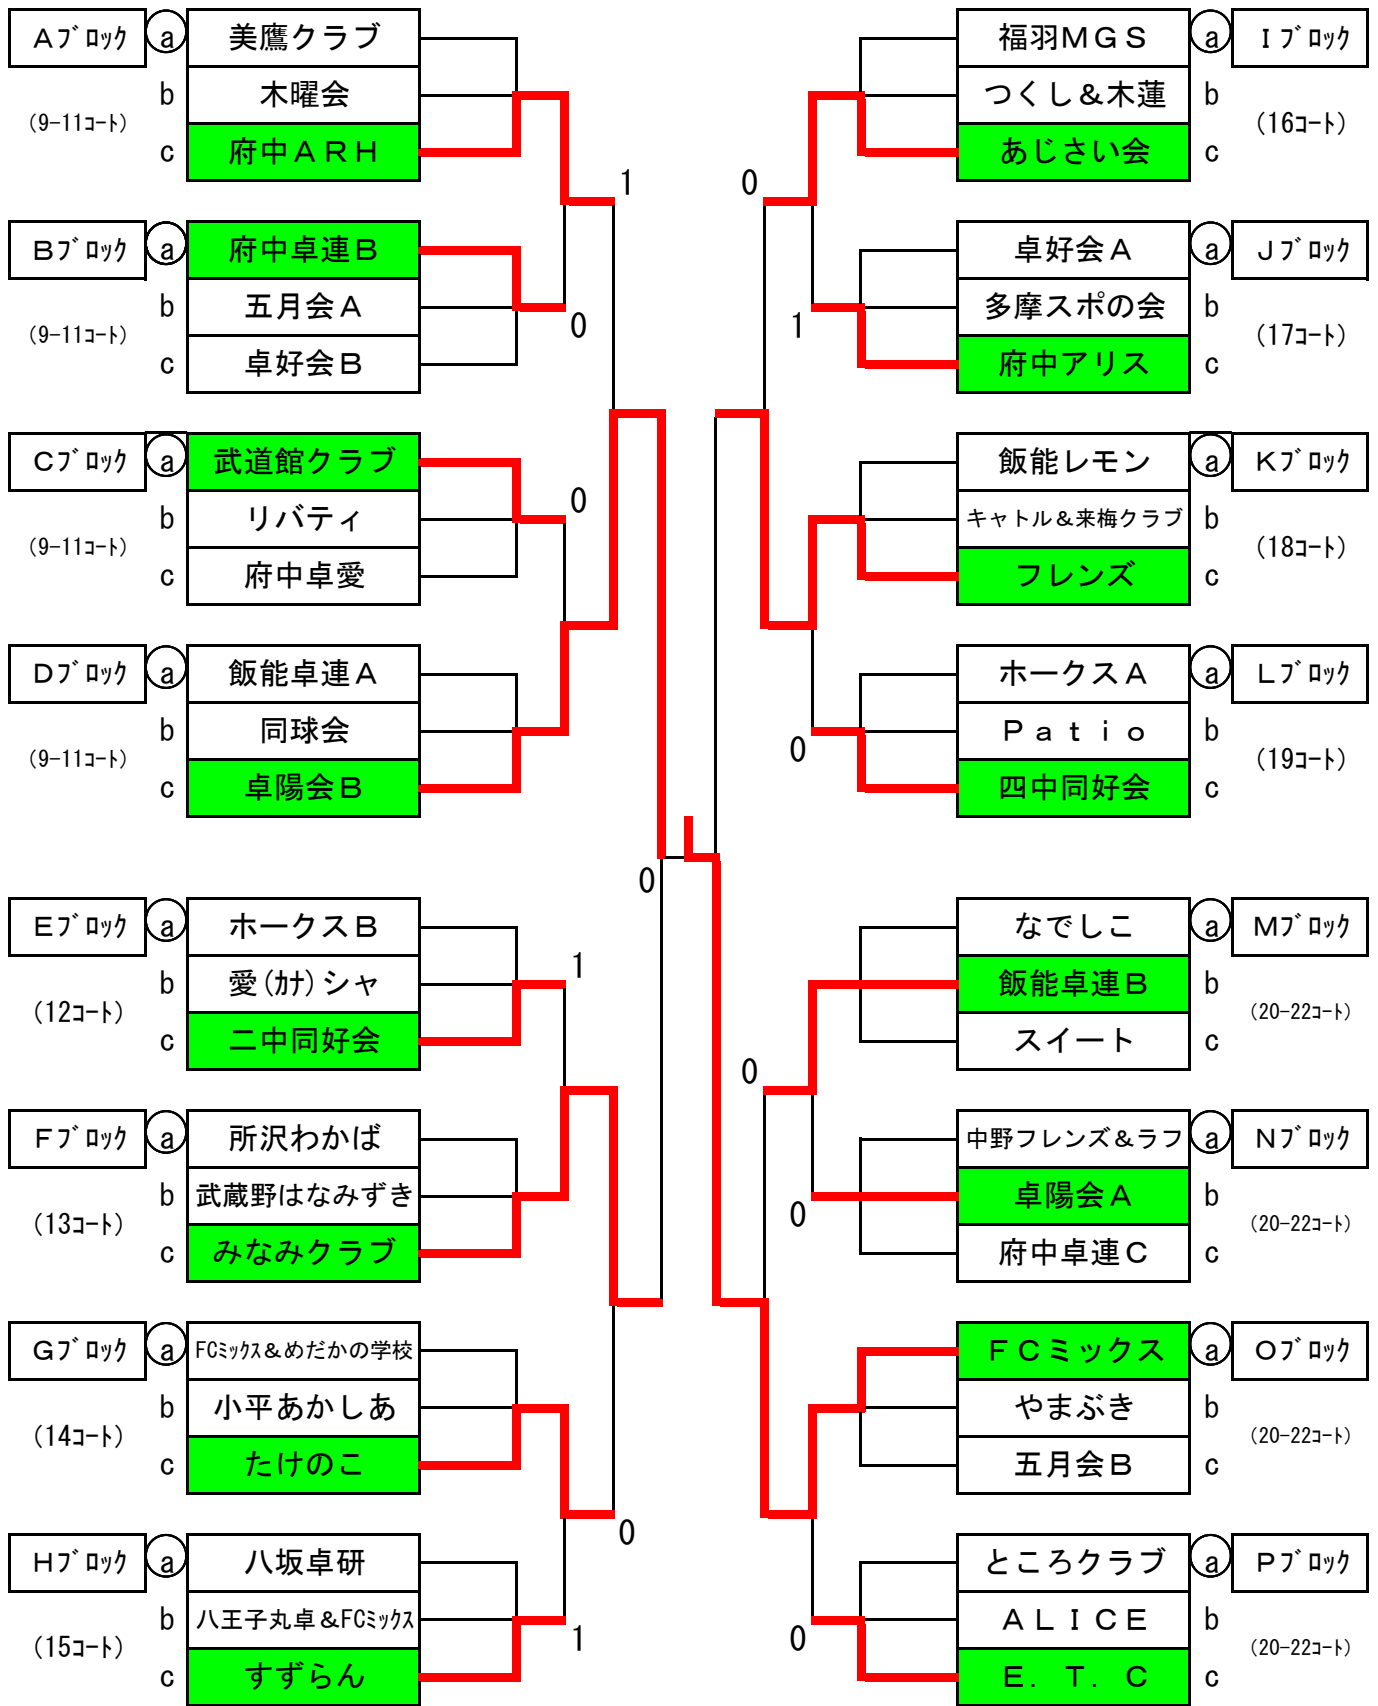 Aブロック a 美鷹クラブ
b 木曜会
(9-11コート)
c 府中ARH
1
Bブロック a 府中卓連B
b 五月会A
0
(9-11コート)
c 卓好会B
Cブロック a 武道館クラブ
0
b リバティ
(9-11コート)
c 府中卓愛
Dブロック a 飯能卓連A
b 同球会
(9-11コート)
c 卓陽会B
0
Eブロック a ホークスB
1
b 愛(カナ)シャ
(12コート)
c 二中同好会
Fブロック a 所沢わかば
b 武蔵野はなみずき
(13コート)
c みなみクラブ
Gブロック a FCミックス&めだかの学校
b 小平あかしあ
(14コート)
c たけのこ
0
Hブロック a 八坂卓研
b 八王子丸卓&FCミックス
1
(15コート)
c すずらん
福羽MGS a Iブロック
つくし&木蓮 b
(16コート)
あじさい会 c
0
卓好会A a Jブロック
多摩スポの会 b
1
(17コート)
府中アリス c
飯能レモン a Kブロック
キャトル&来梅クラブ b
(18コート)
フレンズ c
ホークスA a Lブロック
Patio b
0
(19コート)
四中同好会 c
なでしこ a Mブロック
飯能卓連B b
(20-22コート)
スイート c
0
中野フレンズ&ラフ a Nブロック
卓陽会A b
0
(20-22コート)
府中卓連C c
FCミックス a Oブロック
やまぶき b
(20-22コート)
五月会B c
ところクラブ a Pブロック
ALICE b
0
(20-22コート)
E.T.C c